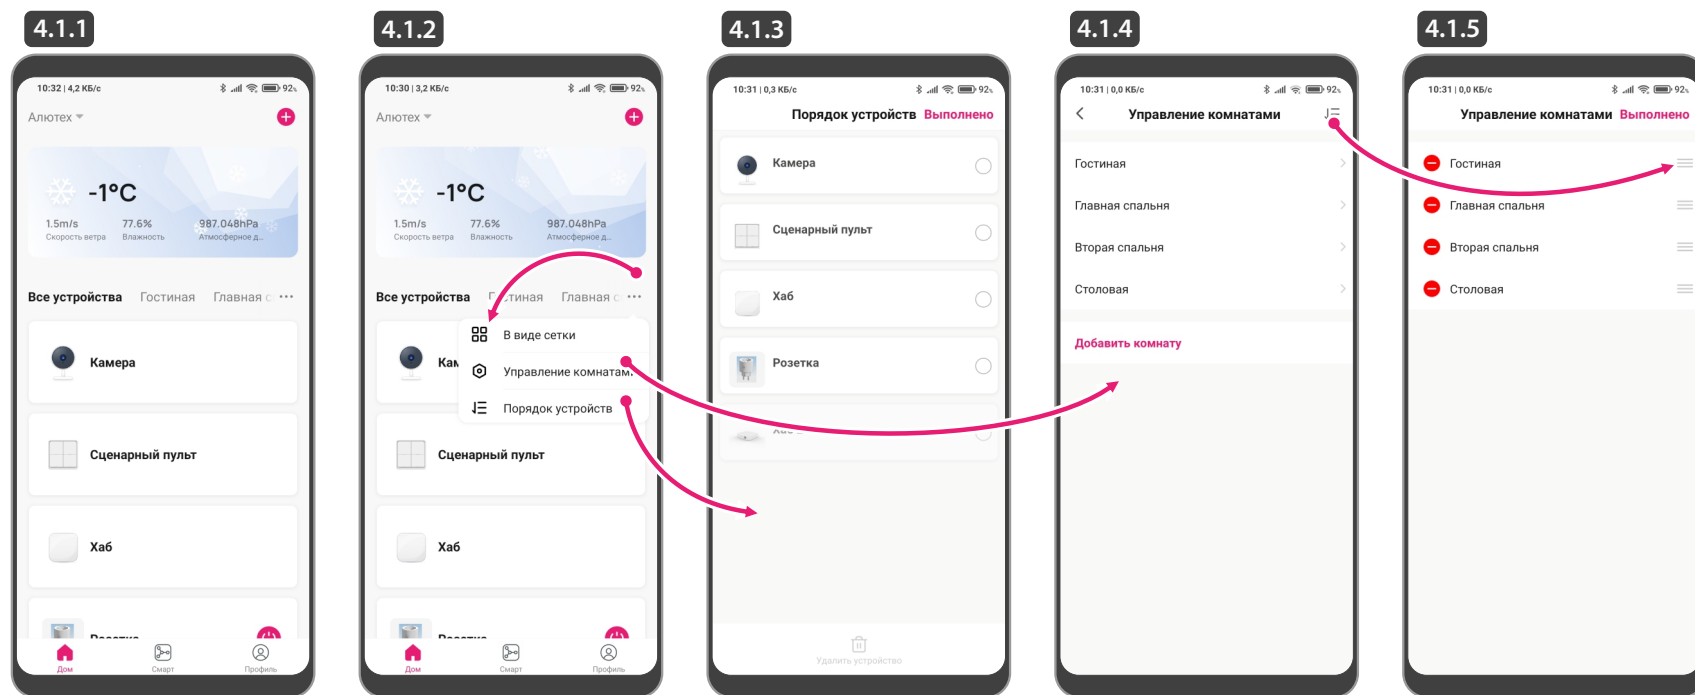 4.1.1
10:32 | 4,2 КБ/с
92%
Алютех
-1°C
1.5m/s 77.6% 987.048hPa
Скорость ветра Влажность Атмосферное д...
Все устройства Гостиная Главная с
Камера
Сценарный пульт
Хаб
Розетка
Дом Смарт Профиль
4.1.2
10:30 | 3,2 КБ/с
92%
Алютех
-1°C
1.5m/s 77.6% 987.048hPa
Скорость ветра Влажность Атмосферное д...
Все устройства Гостиная Главная с
В виде сетки
Кам
Управление комнатами
Порядок устройств
Сценарный пульт
Хаб
Розетка
Дом Смарт Профиль
4.1.3
10:31 | 0,3 КБ/с
92%
Порядок устройств Выполнено
Камера
Сценарный пульт
Хаб
Розетка
Удалить устройство
4.1.4
10:31 | 0,0 КБ/с
92%
Управление комнатами
Гостиная
Главная спальня
Вторая спальня
Столовая
Добавить комнату
4.1.5
10:31 | 0,0 КБ/с
92%
Управление комнатами Выполнено
Гостиная
Главная спальня
Вторая спальня
Столовая